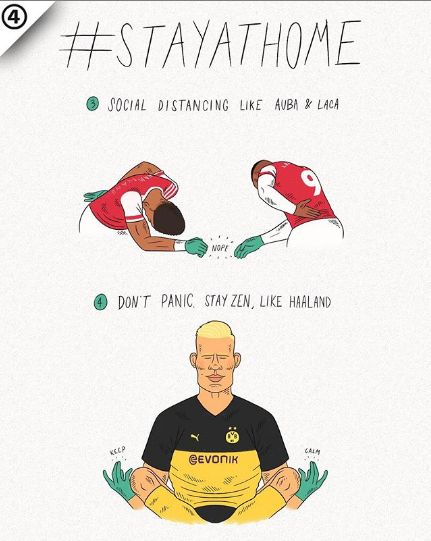 4
#STAYATHOME
3 SOCIAL DISTANCING LIKE AUBA & LACA
9
NOPE
4. DON'T PANIC, STAY ZEN, LIKE HAALAND
KEEP
CALM
EVONIK